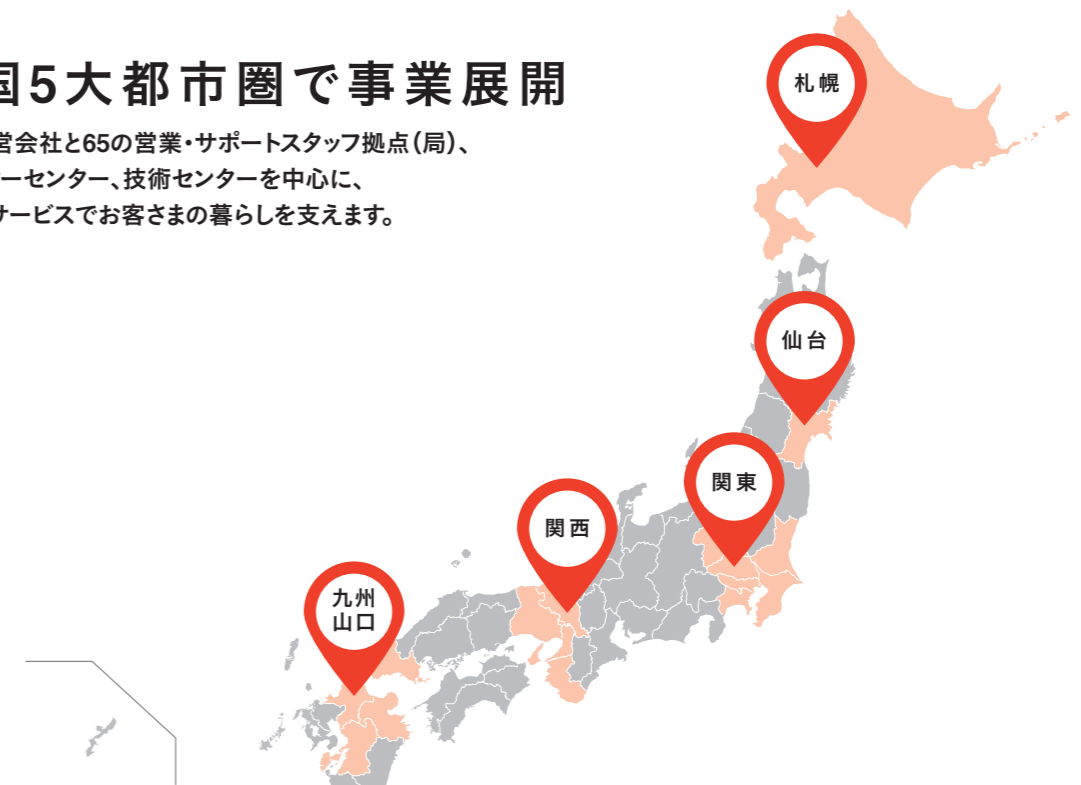 国5大都市圏で事業展開
営会社と65の営業・サポートスタッフ拠点(局)、
ーセンター、技術センターを中心に、
サービスでお客さまの暮らしを支えます。
札幌
仙台
関東
関西
九州
山口